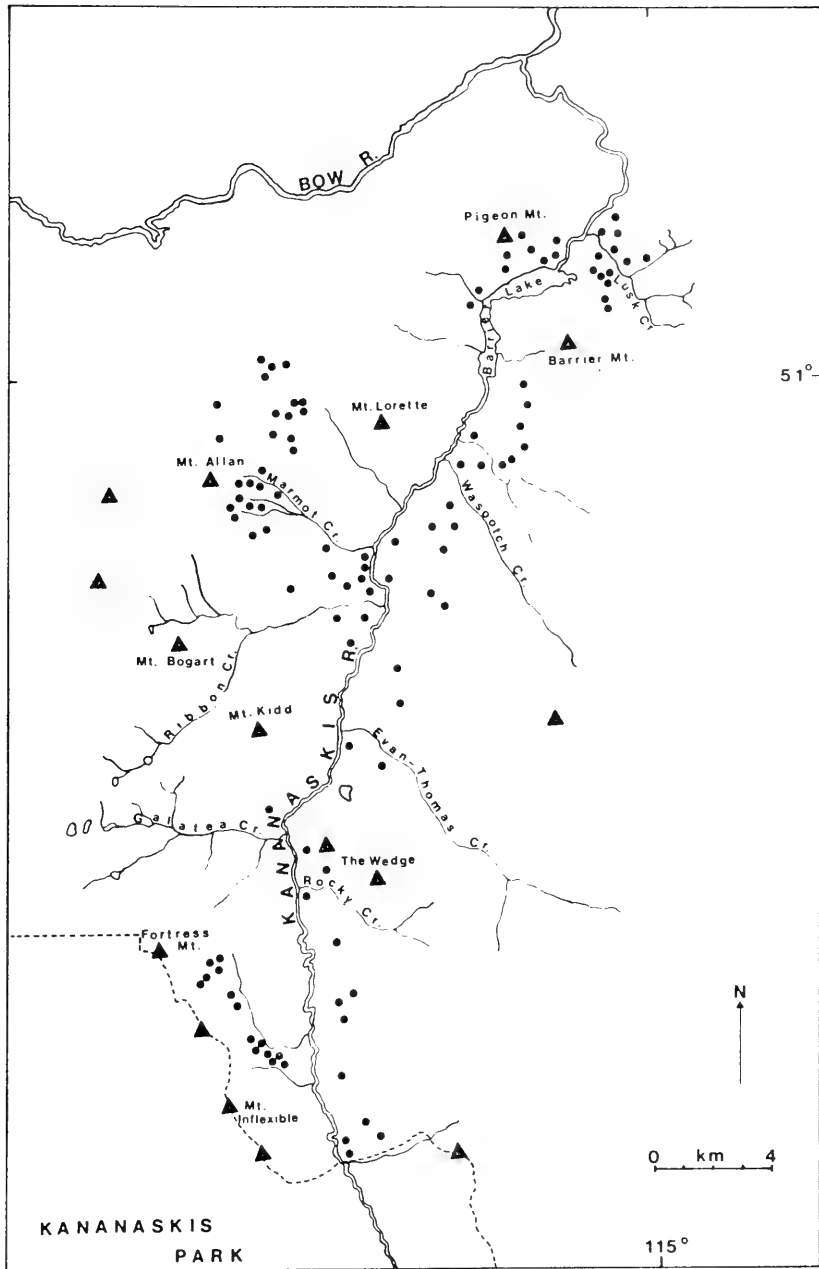 BOW R.
Pigeon Mt.
Barrier Lake
Lusk Cr.
Barrier Mt.
51°
Mt. Lorette
Mt. Allan
Marmot Cr.
Wasootch Cr.
Mt. Bogart
Ribbon Cr.
Mt. Kidd
KANANASKIS R.
Evan-Thomas Cr.
Galatea Cr.
The Wedge
Rocky Cr.
Fortress
Mt.
N
Mt.
Inflexible
0 km 4
KANANASKIS
PARK
115°